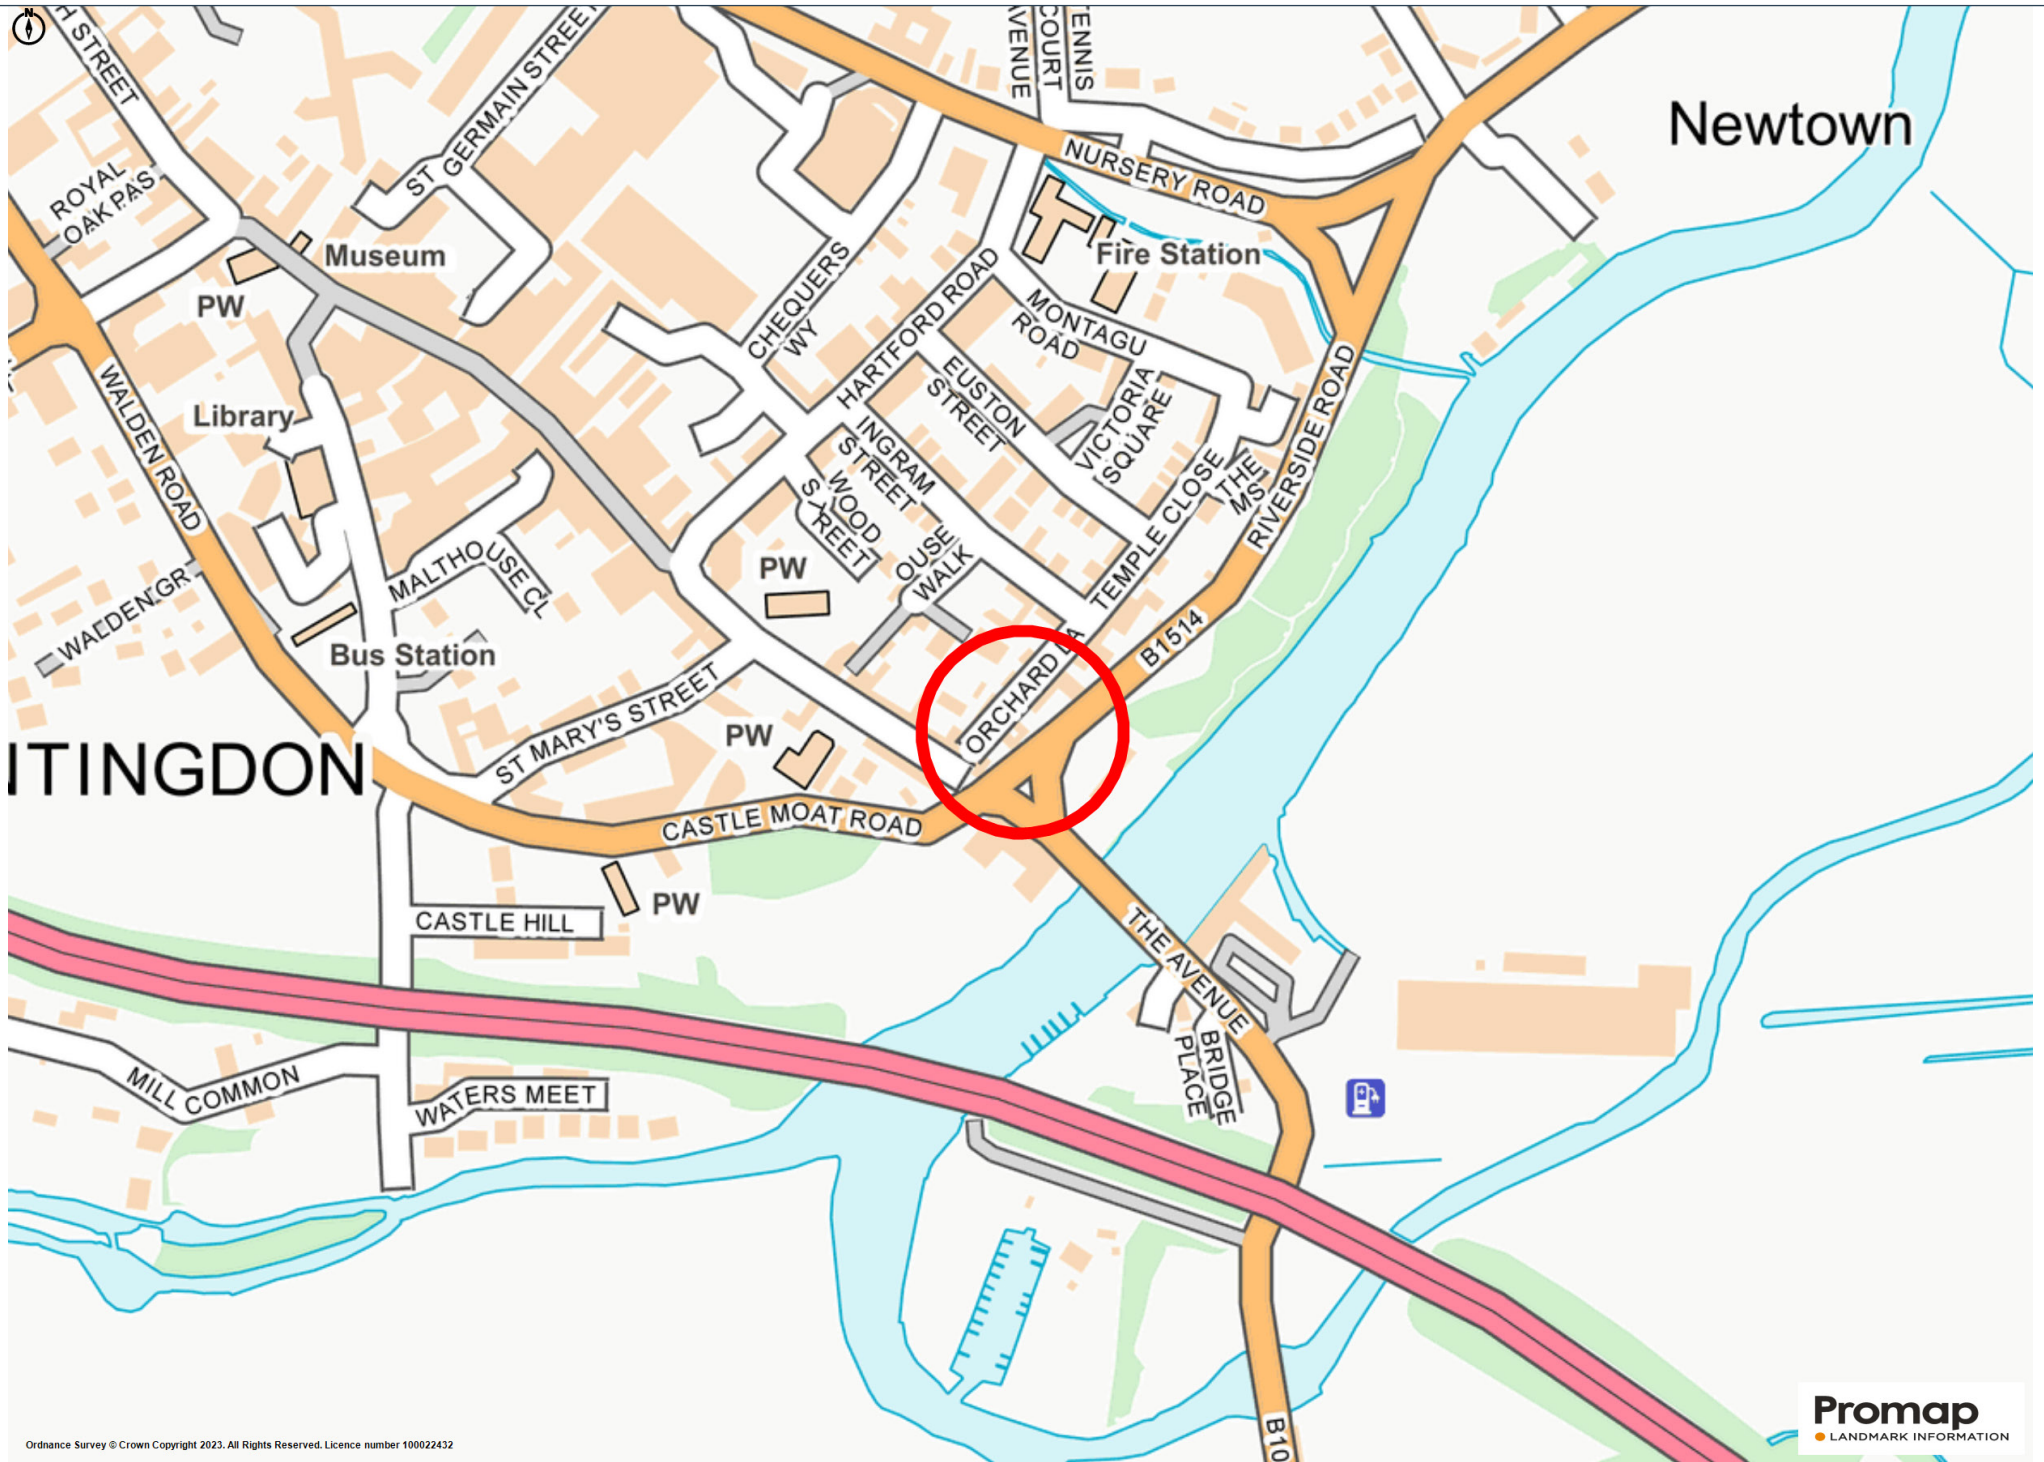 N
H STREET
ST GERMAIN STREET
AVENUE
COURT
TENNIS
Newtown
ROYAL
OAK PAS
NURSERY ROAD
Museum
Fire Station
PW
CHEQUERS
WY
HARTFORD ROAD
MONTAGU
ROAD
WALDEN ROAD
Library
EUSTON
STREET
VICTORIA
SQUARE
INGRAM
STREET
WOOD
STREET
TEMPLE CLOSE
THE
MS
RIVERSIDE ROAD
OUSE
WALK
PW
MALTHOUSE CL
WALDEN GR
Bus Station
ORCHARD LA
B1514
ST MARY'S STREET
PW
NTINGDON
CASTLE MOAT ROAD
PW
CASTLE HILL
THE AVENUE
BRIDGE
PLACE
MILL COMMON
WATERS MEET
B10
Promap
LANDMARK INFORMATION
Ordnance Survey © Crown Copyright 2023. All Rights Reserved. Licence number 100022432